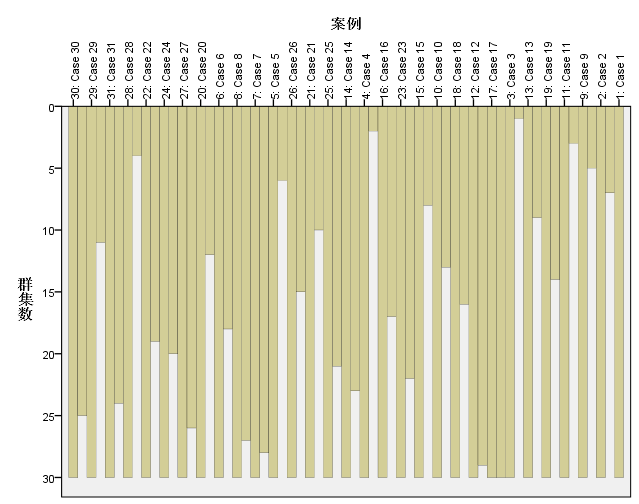 案例
30: Case 30
29: Case 29
31: Case 31
28: Case 28
22: Case 22
24: Case 24
27: Case 27
20: Case 20
6: Case 6
8: Case 8
7: Case 7
5: Case 5
26: Case 26
21: Case 21
25: Case 25
14: Case 14
4: Case 4
16: Case 16
23: Case 23
15: Case 15
10: Case 10
18: Case 18
12: Case 12
17: Case 17
3: Case 3
13: Case 13
19: Case 19
11: Case 11
9: Case 9
2: Case 2
1: Case 1
群集数
0
5
10
15
20
25
30